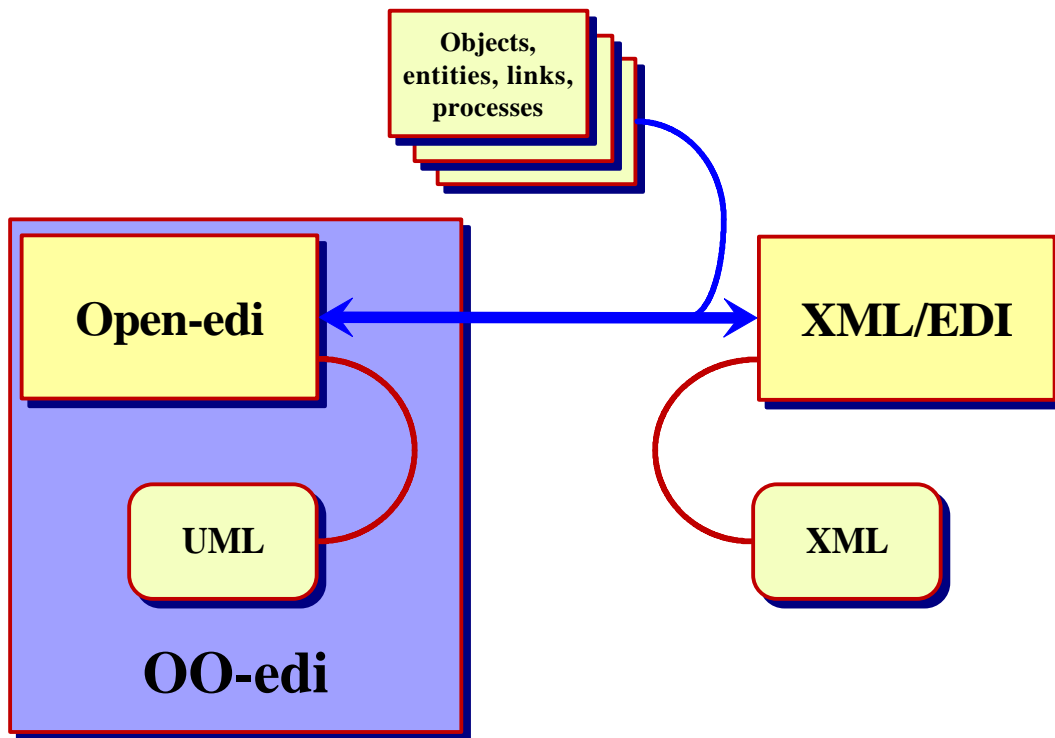 Objects,
entities, links,
processes
Open-edi
XML/EDI
UML
XML
OO-edi